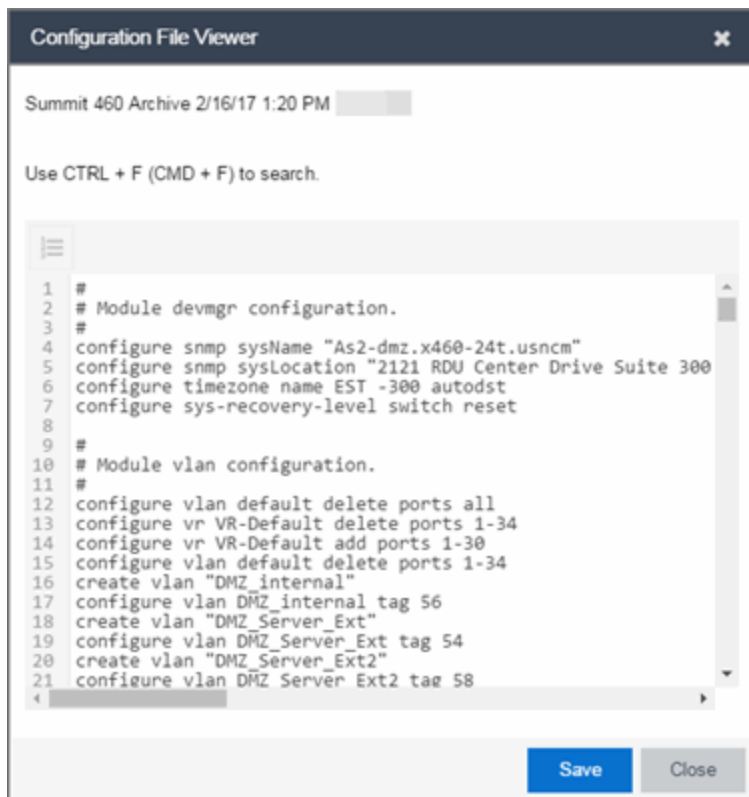 Configuration File Viewer
Summit 460 Archive 2/16/17 1:20 PM
Use CTRL + F (CMD + F) to search.
1 #
2 # Module devmgr configuration.
3 #
4 configure snmp sysName "As2-dmz.x460-24t.usncm"
5 configure snmp sysLocation "2121 RDU Center Drive Suite 300
6 configure timezone name EST -300 autodst
7 configure sys-recovery-level switch reset
8
9 #
10 # Module vlan configuration.
11 #
12 configure vlan default delete ports all
13 configure vr VR-Default delete ports 1-34
14 configure vr VR-Default add ports 1-30
15 configure vlan default delete ports 1-34
16 create vlan "DMZ_internal"
17 configure vlan DMZ_internal tag 56
18 create vlan "DMZ_Server_Ext"
19 configure vlan DMZ_Server_Ext tag 54
20 create vlan "DMZ_Server_Ext2"
21 configure vlan DMZ_Server_Ext2 tag 58
Save Close